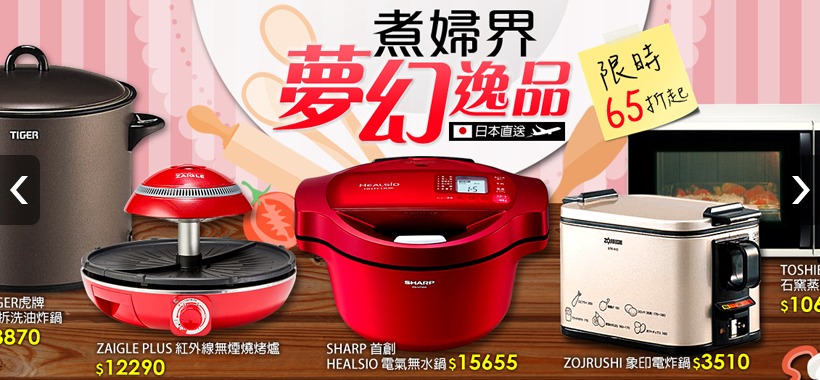 煮婦界
夢幻逸品
日本直送
限時
65折起
TIGER
ZAIGLE
HEALSIO
SHARP
ZOJIRUSHI
GER虎牌
拆洗油炸鍋
3870
ZAIGLE PLUS 紅外線無煙燒烤爐
$12290
SHARP 首創
HEALSIO 電氣無水鍋 $15655
ZOJRUSHI 象印電炸鍋 $3510
TOSHIB
石窯蒸
$106